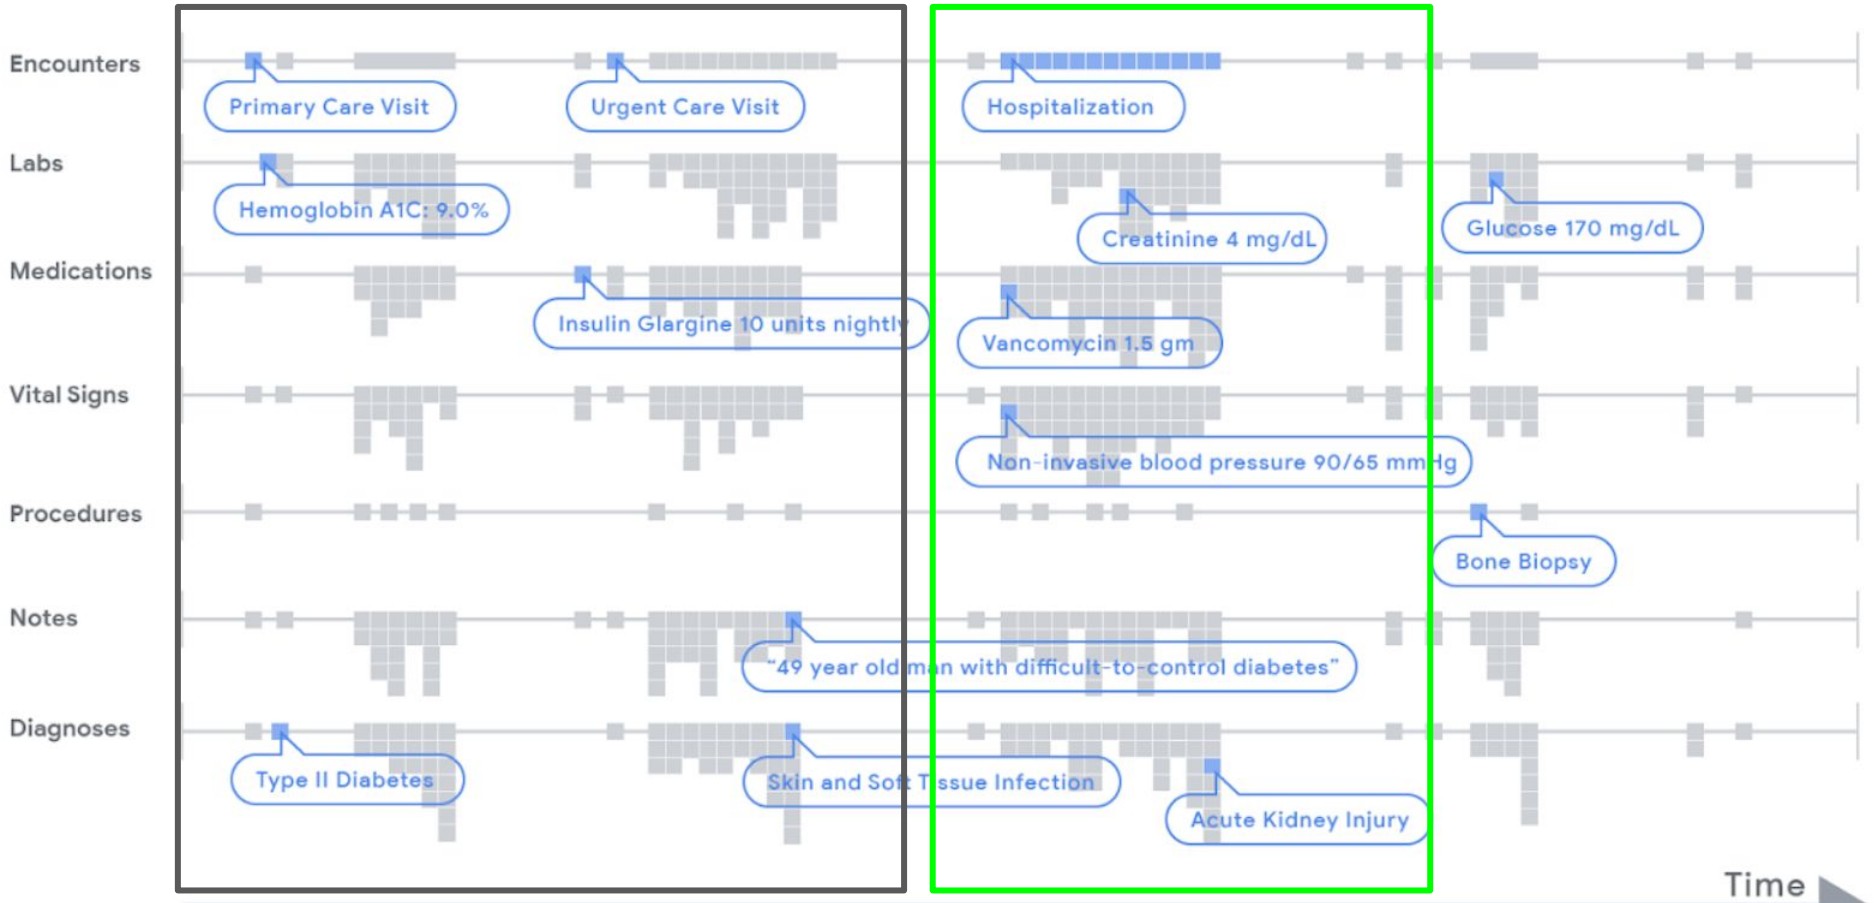 Encounters
Primary Care Visit
Urgent Care Visit
Hospitalization
Labs
Hemoglobin A1C: 9.0%
Creatinine 4 mg/dL
Glucose 170 mg/dL
Medications
Insulin Glargine 10 units nightly
Vancomycin 1.5 gm
Vital Signs
Non-invasive blood pressure 90/65 mmHg
Procedures
Bone Biopsy
Notes
"49 year old man with difficult-to-control diabetes"
Diagnoses
Type II Diabetes
Skin and Soft Tissue Infection
Acute Kidney Injury
Time